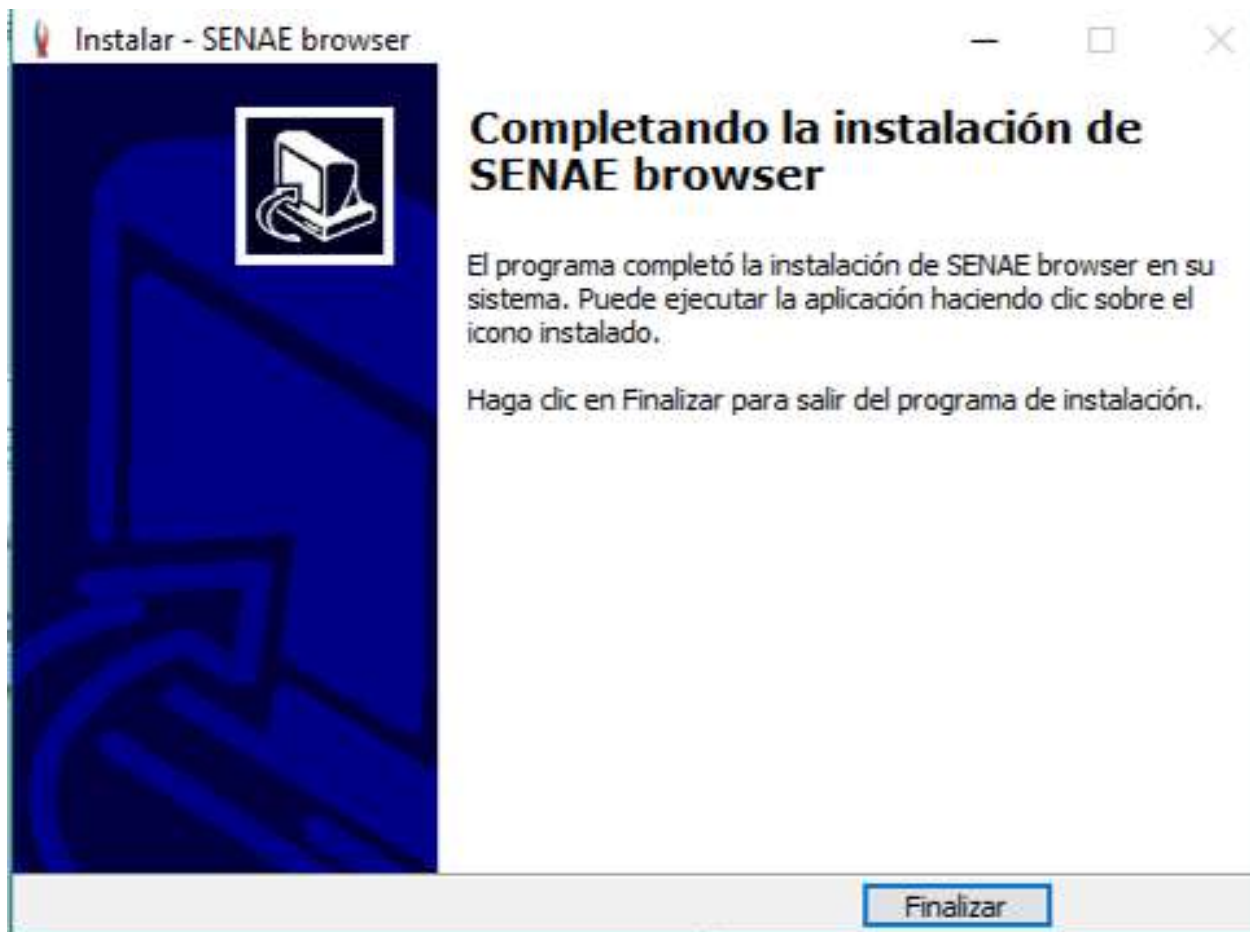 Instalar - SENAE browser
Completando la instalación de
SENAE browser
El programa completó la instalación de SENAE browser en su
sistema. Puede ejecutar la aplicación haciendo clic sobre el
icono instalado.
Haga clic en Finalizar para salir del programa de instalación.
Finalizar